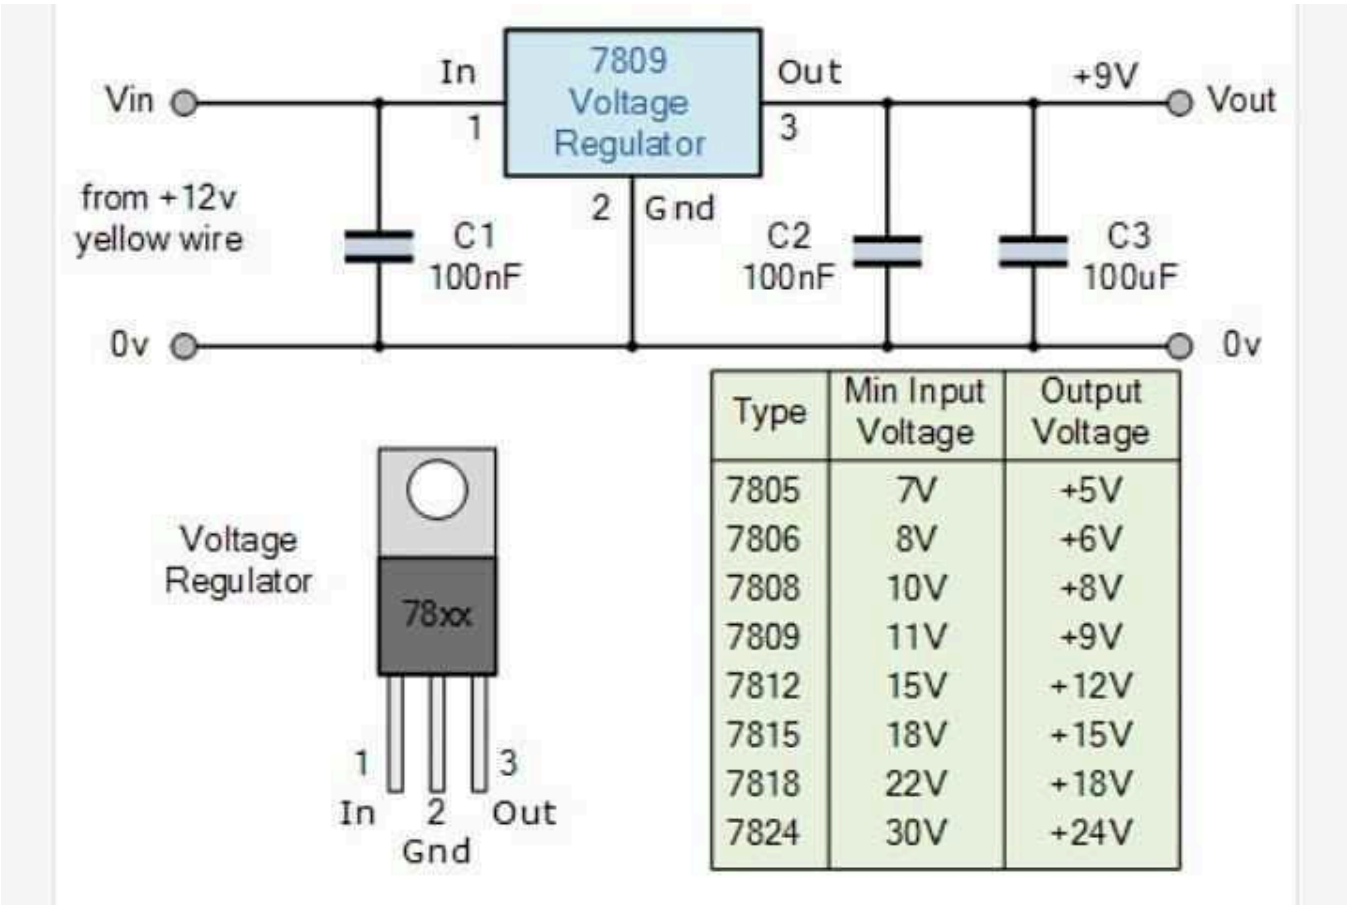 In
7809
Voltage
Regulator
Out
+9V
Vin
Vout
1
3
from +12v
yellow wire
2
Gnd
C1
100nF
C2
100nF
C3
100uF
0v
0v
Type
Min Input
Voltage
Output
Voltage
7805 7V +5V
7806 8V +6V
7808 10V +8V
7809 11V +9V
7812 15V +12V
7815 18V +15V
7818 22V +18V
7824 30V +24V
Voltage
Regulator
78xx
1
3
In
2
Out
Gnd